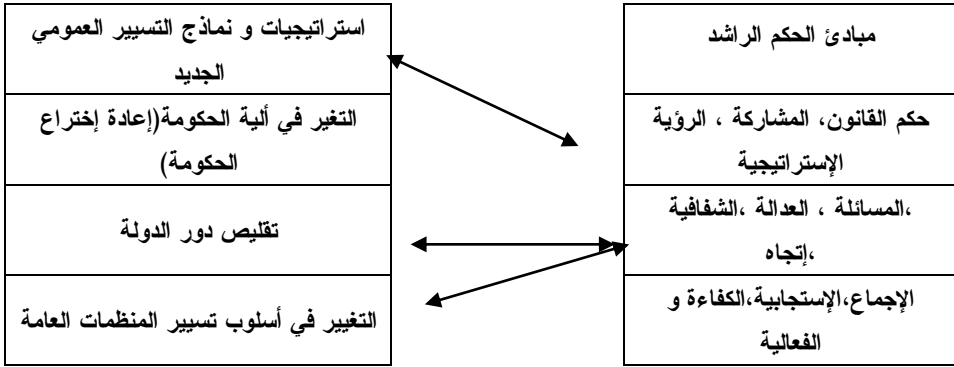 مبادئ الحكم الراشد
حكم القانون، المشاركة ، الرؤية
الإستراتيجية
،المسائلة ، العدالة ،الشفافية
،إتجاه
الإجماع،الإستجابية،الكفاءة و
الفعالية
استراتيجيات و نماذج التسيير العمومي
الجديد
التغير في ألية الحكومة(إعادة إختراع
الحكومة)
تقليص دور الدولة
التغيير في أسلوب تسيير المنظمات العامة